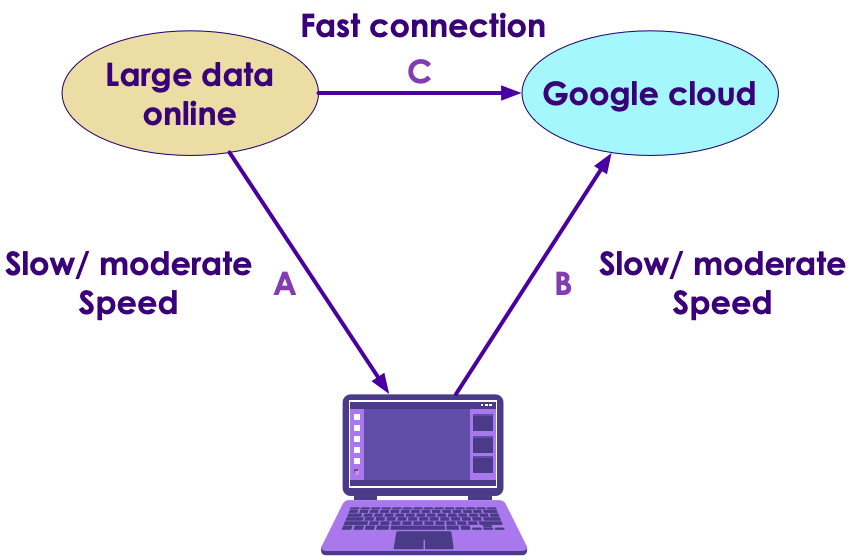 Fast connection
C
Large data
online
Google cloud
Slow/ moderate
Speed
A
B
Slow/ moderate
Speed